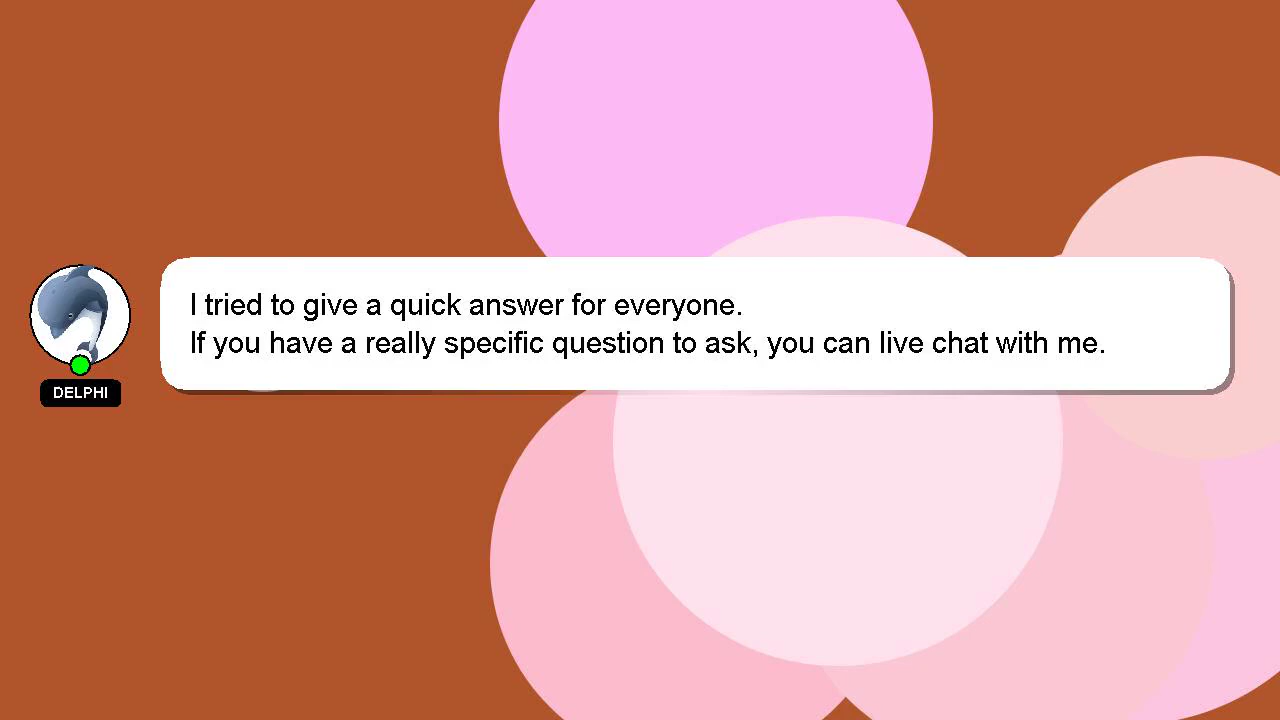 I tried to give a quick answer for everyone.
If you have a really specific question to ask, you can live chat with me.
DELPHI